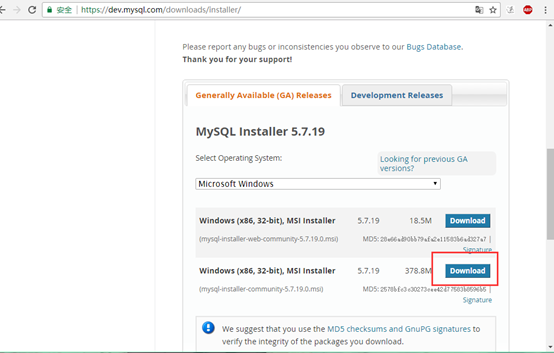 安全 https://dev.mysql.com/downloads/installer/
Please report any bugs or inconsistencies you observe to our Bugs Database.
Thank you for your support!
Generally Available (GA) Releases Development Releases
MySQL Installer 5.7.19
Select Operating System:
Looking for previous GA
versions?
Microsoft Windows
Windows (x86, 32-bit), MSI Installer 5.7.19 18.5M Download
(mysql-installer-web-community-5.7.19.0.msi) MD5: |
Signature
Windows (x86, 32-bit), MSI Installer 5.7.19 378.8M Download
(mysql-installer-community-5.7.19.0.msi) MD5: |
Signature
We suggest that you use the MD5 checksums and GnuPG signatures to
verify the integrity of the packages you download.